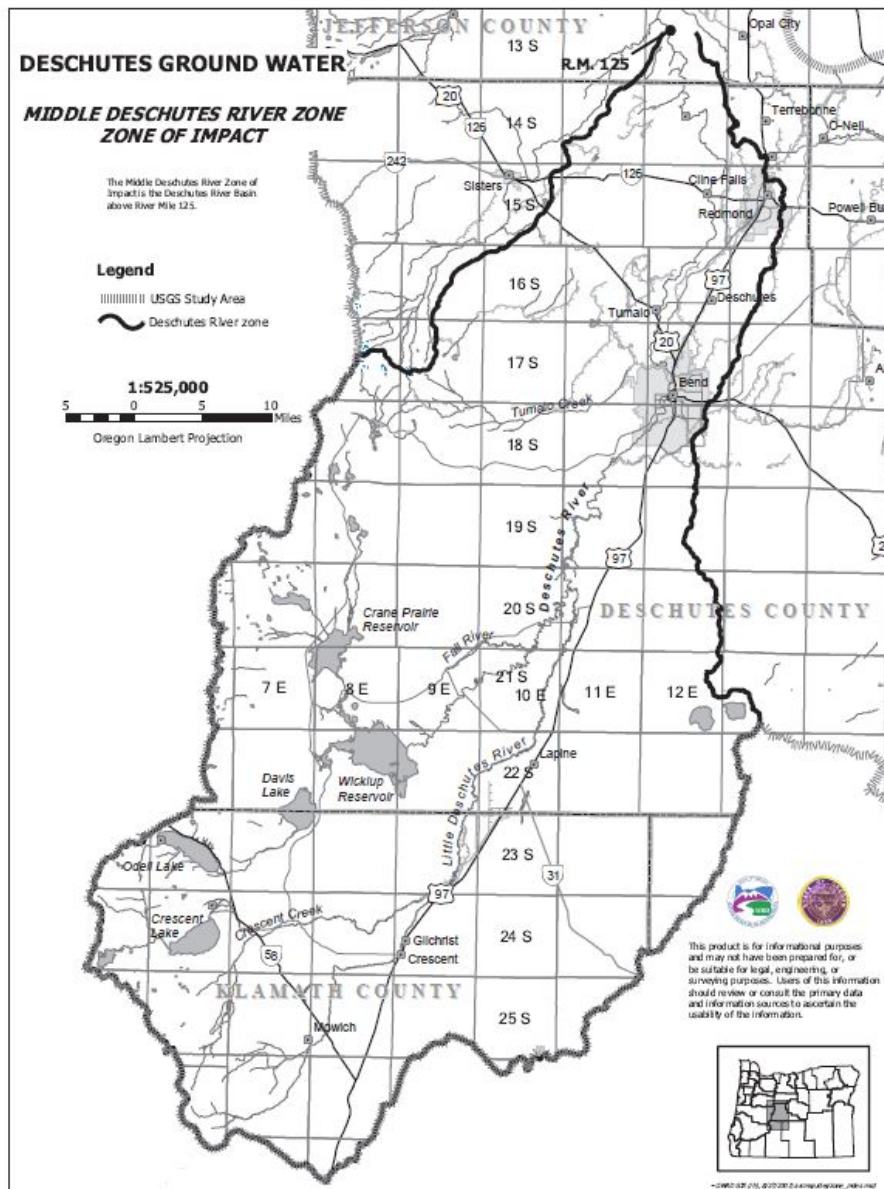 DESCHUTES GROUND WATER
MIDDLE DESCHUTES RIVER ZONE
ZONE OF IMPACT
The Middle Deschutes River Zone of
Impact is the Deschutes River Basin
above River Mile 125.
Legend
USGS Study Area
Deschutes River zone
1:525,000
5 0 5 10
Miles
Oregon Lambert Projection
JEFFERSON COUNTY
Opal City
13 S
R.M. 125
20
126
14 S
Terrebonne
O-Neil
242
Sisters
126
Cline Falls
15 S
Redmond
Powell Bu
16 S
97
Deschutes
Tumalo
20
17 S
Bend
Tumalo Creek
18 S
19 S
Deschutes River
97
20 S
DESCHUTES COUNTY
Crane Prairie
Reservoir
Fall River
21 S
7 E
8 E
9 E
10 E
11 E
12 E
Lapine
22 S
Little Deschutes River
Davis
Lake
Wickiup
Reservoir
23 S
Odell Lake
31
97
Crescent
Lake
Crescent Creek
24 S
58
Gilchrist
Crescent
KLAMATH COUNTY
25 S
Mowich
This product is for informational purposes
and may not have been prepared for, or
be suitable for legal, engineering, or
surveying purposes. Users of this information
should review or consult the primary data
and information sources to ascertain the
usability of the information.